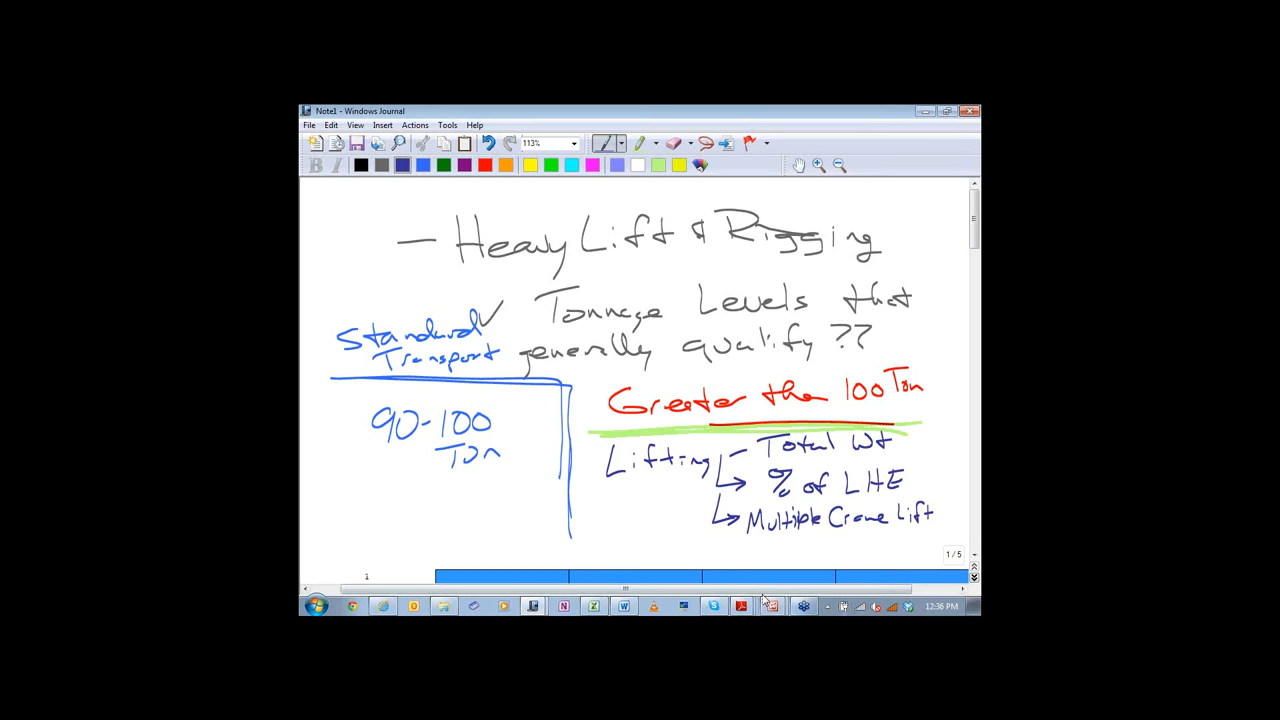 Note1 - Windows Journal
File Edit View Insert Actions Tools Help
113%
B I
— Heavy Lift & Rigging
Tonnage Levels that
generally qualify ??
Standard
Transport
90-100
Ton
Greater than 100 Ton
Lifting - Total Wt
% of LHE
Multiple Crane Lift
1 / 5
1
12:36 PM